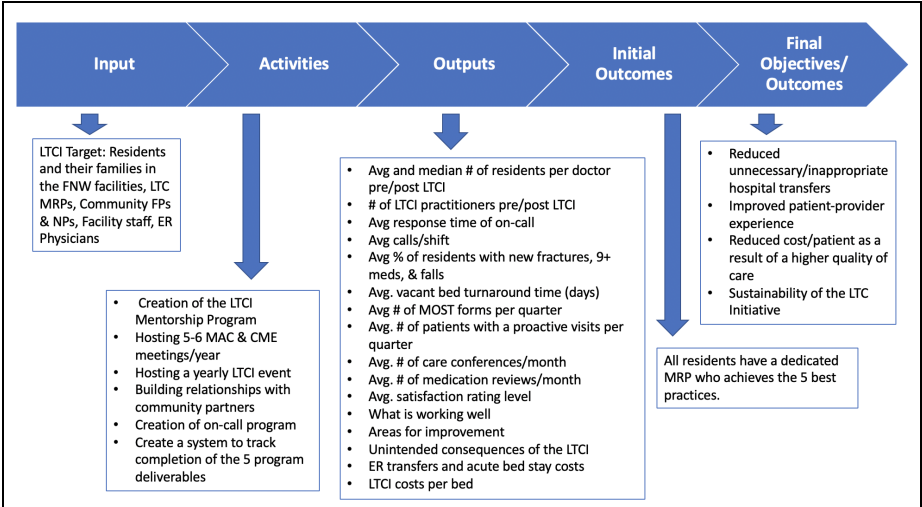 Input
Activities
Outputs
Initial
Outcomes
Final
Objectives/
Outcomes
LTCI Target: Residents
and their families in
the FNW facilities, LTC
MRPs, Community FPs
& NPs, Facility staff, ER
Physicians
• Creation of the LTCI
Mentorship Program
• Hosting 5-6 MAC & CME
meetings/year
• Hosting a yearly LTCI event
• Building relationships with
community partners
• Creation of on-call program
• Create a system to track
completion of the 5 program
deliverables
• Avg and median # of residents per doctor
pre/post LTCI
• # of LTCI practitioners pre/post LTCI
• Avg response time of on-call
• Avg calls/shift
• Avg % of residents with new fractures, 9+
meds, & falls
• Avg. vacant bed turnaround time (days)
• Avg # of MOST forms per quarter
• Avg. # of patients with a proactive visits per
quarter
• Avg. # of care conferences/month
• Avg. # of medication reviews/month
• Avg. satisfaction rating level
• What is working well
• Areas for improvement
• Unintended consequences of the LTCI
• ER transfers and acute bed stay costs
• LTCI costs per bed
All residents have a dedicated
MRP who achieves the 5 best
practices.
• Reduced
unnecessary/inappropriate
hospital transfers
• Improved patient-provider
experience
• Reduced cost/patient as a
result of a higher quality of
care
• Sustainability of the LTC
Initiative